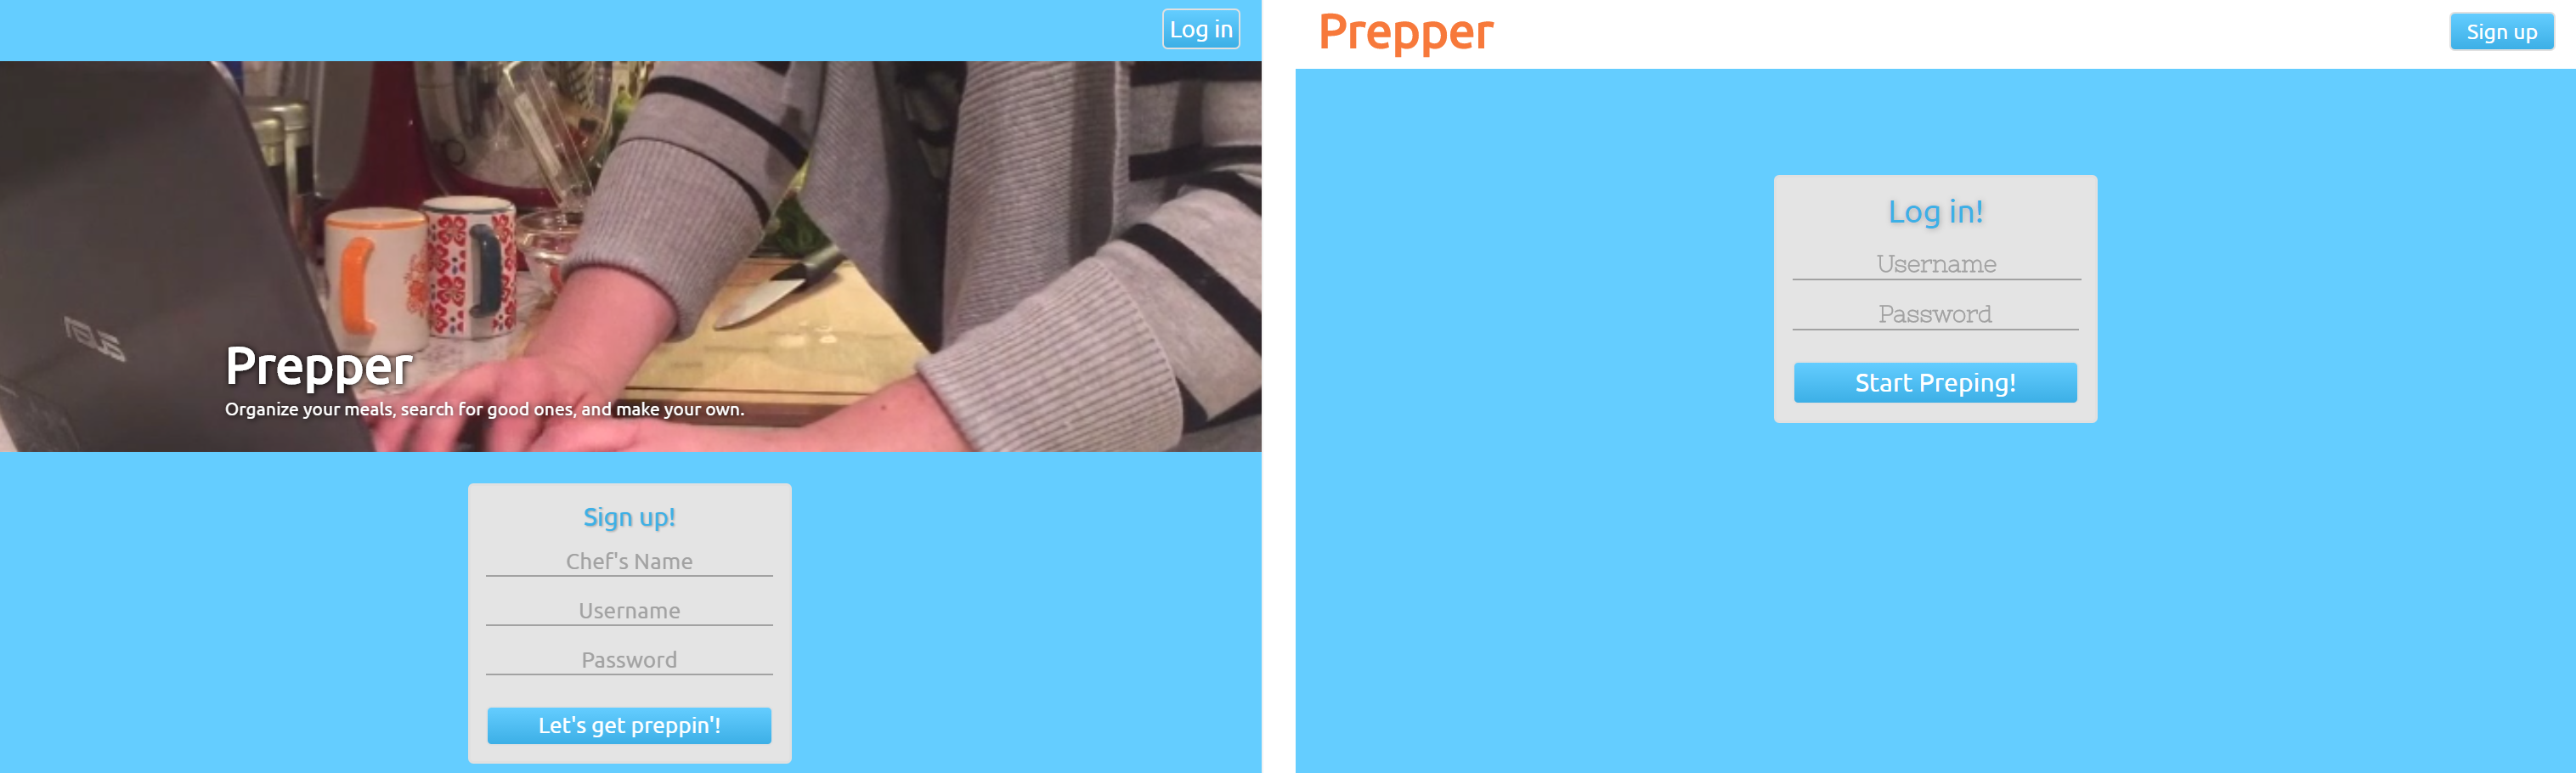 Log in
ASUS
Prepper
Organize your meals, search for good ones, and make your own.
Sign up!
Chef's Name
Username
Password
Let's get preppin'!
Prepper
Sign up
Log in!
Username
Password
Start Preping!